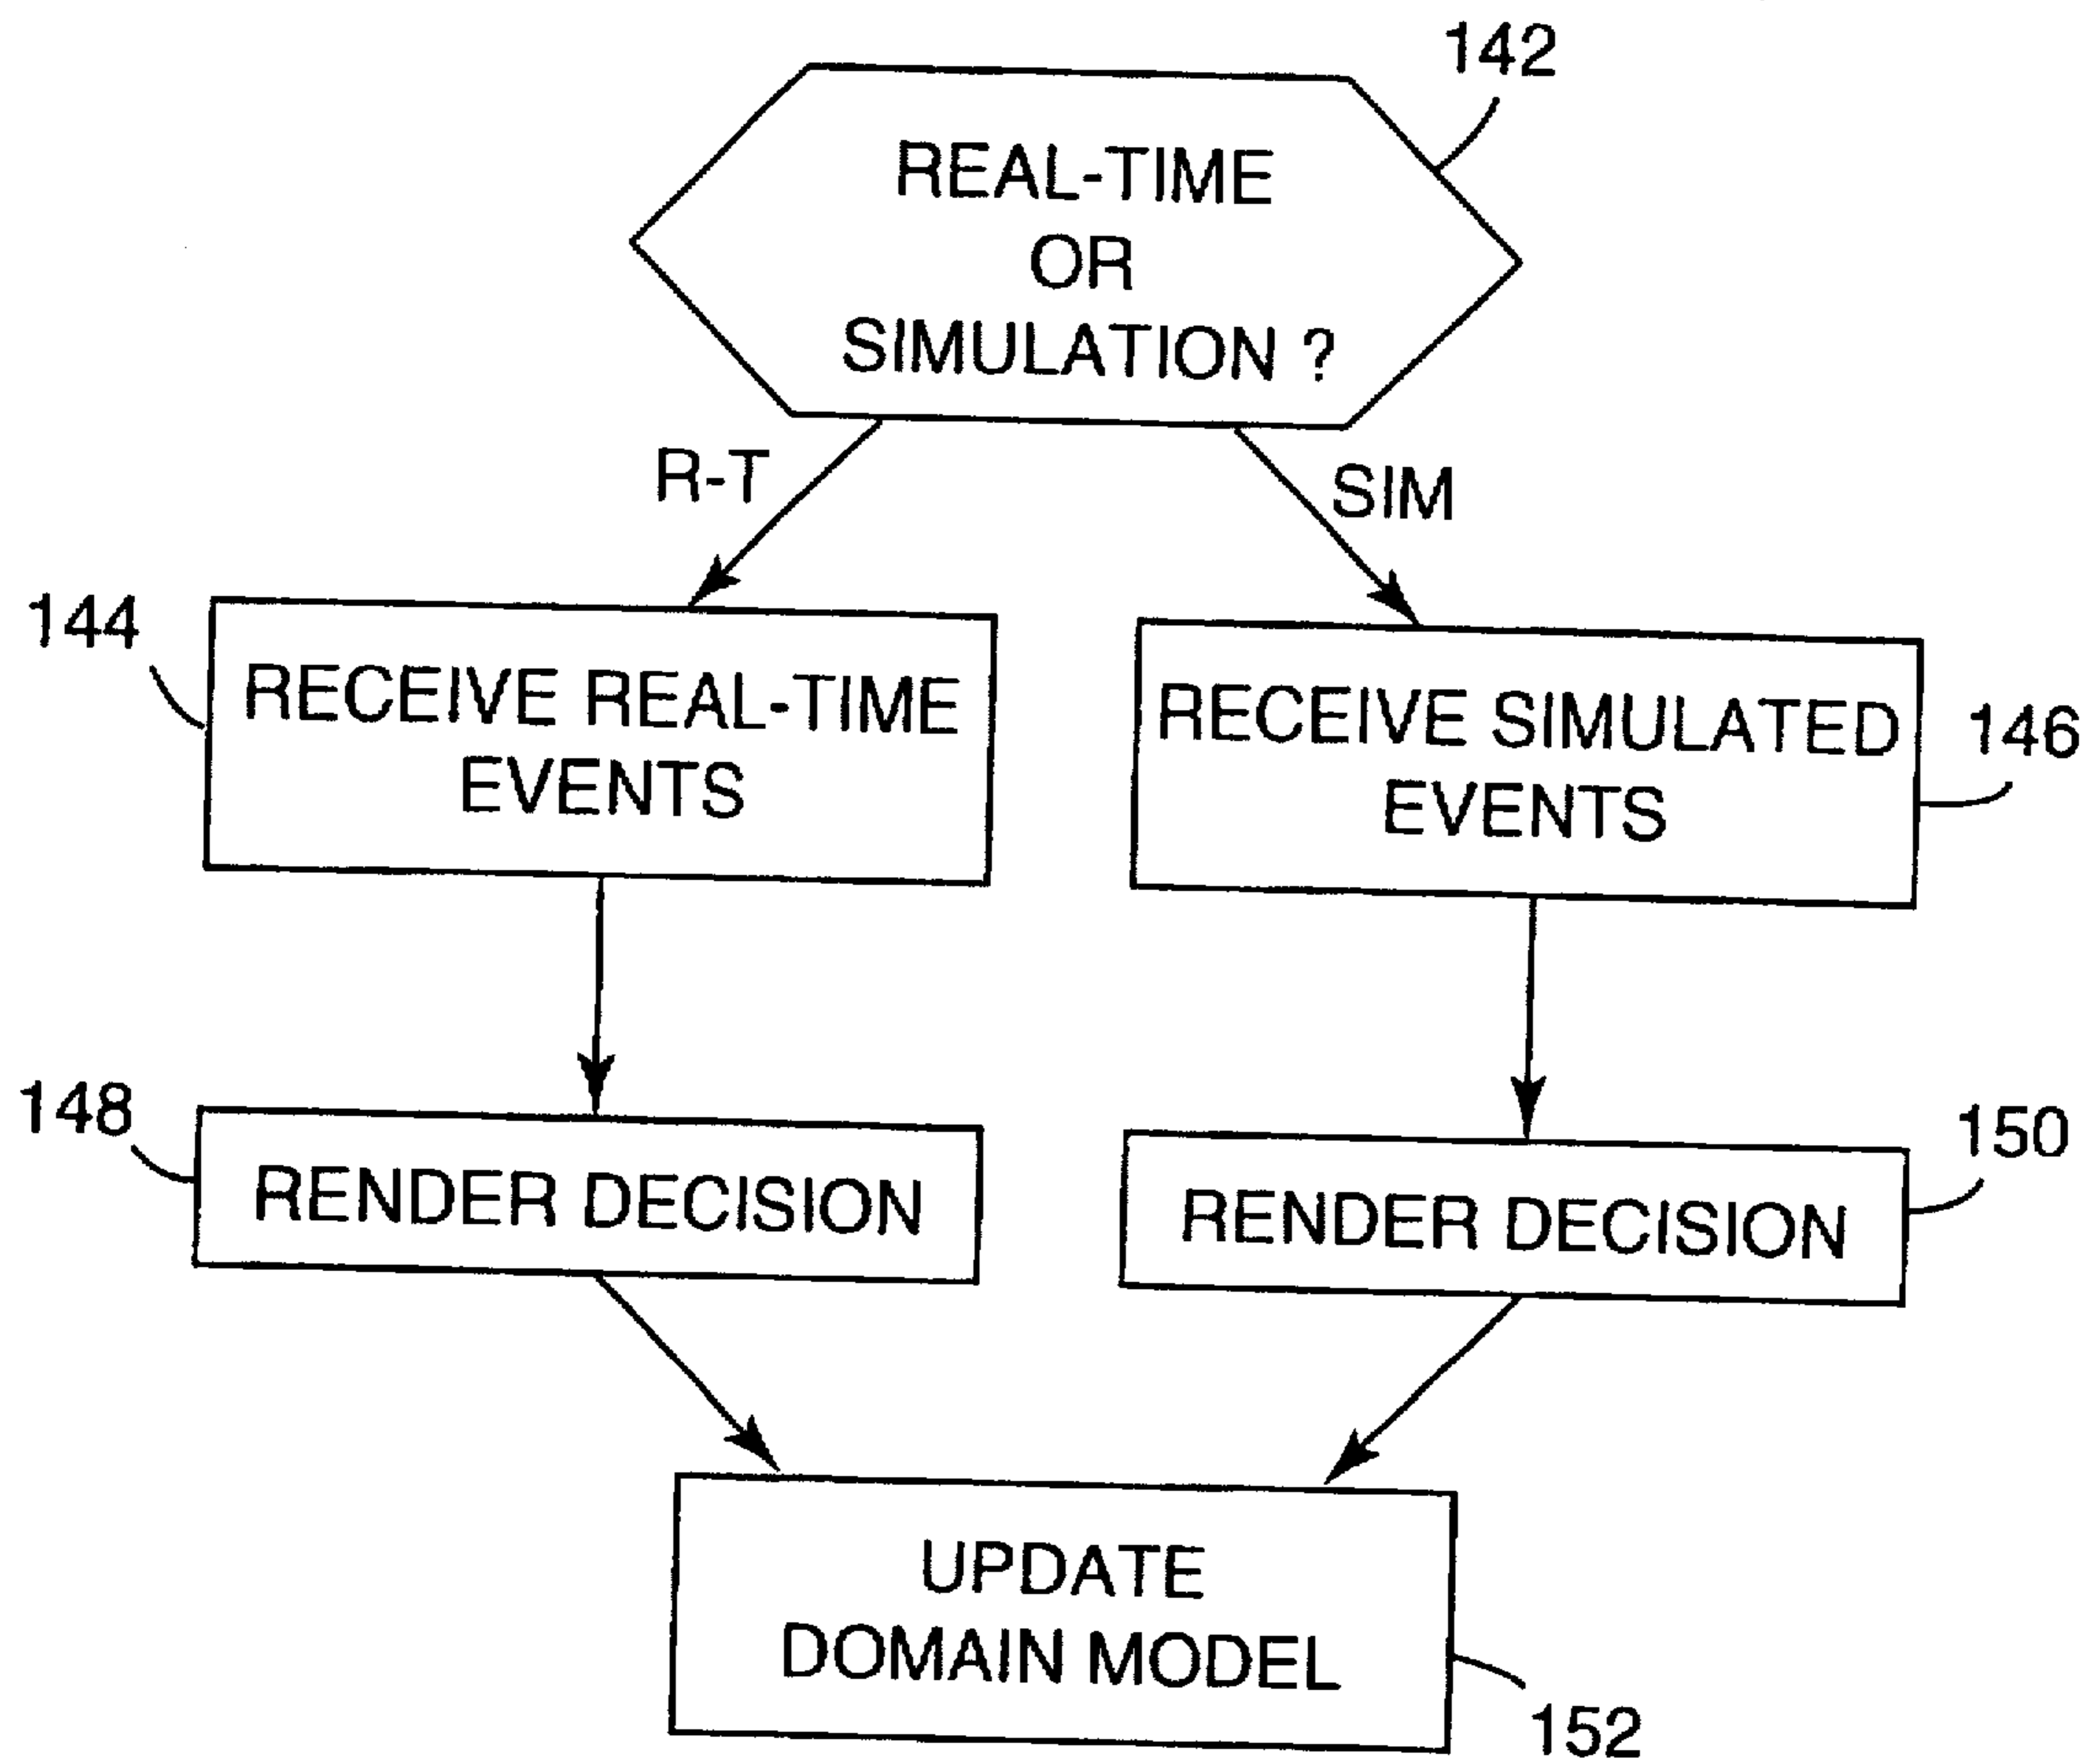 142
REAL-TIME
OR
SIMULATION ?
R-T
SIM
144
RECEIVE REAL-TIME
EVENTS
RECEIVE SIMULATED
EVENTS
146
148
RENDER DECISION
RENDER DECISION
150
UPDATE
DOMAIN MODEL
152